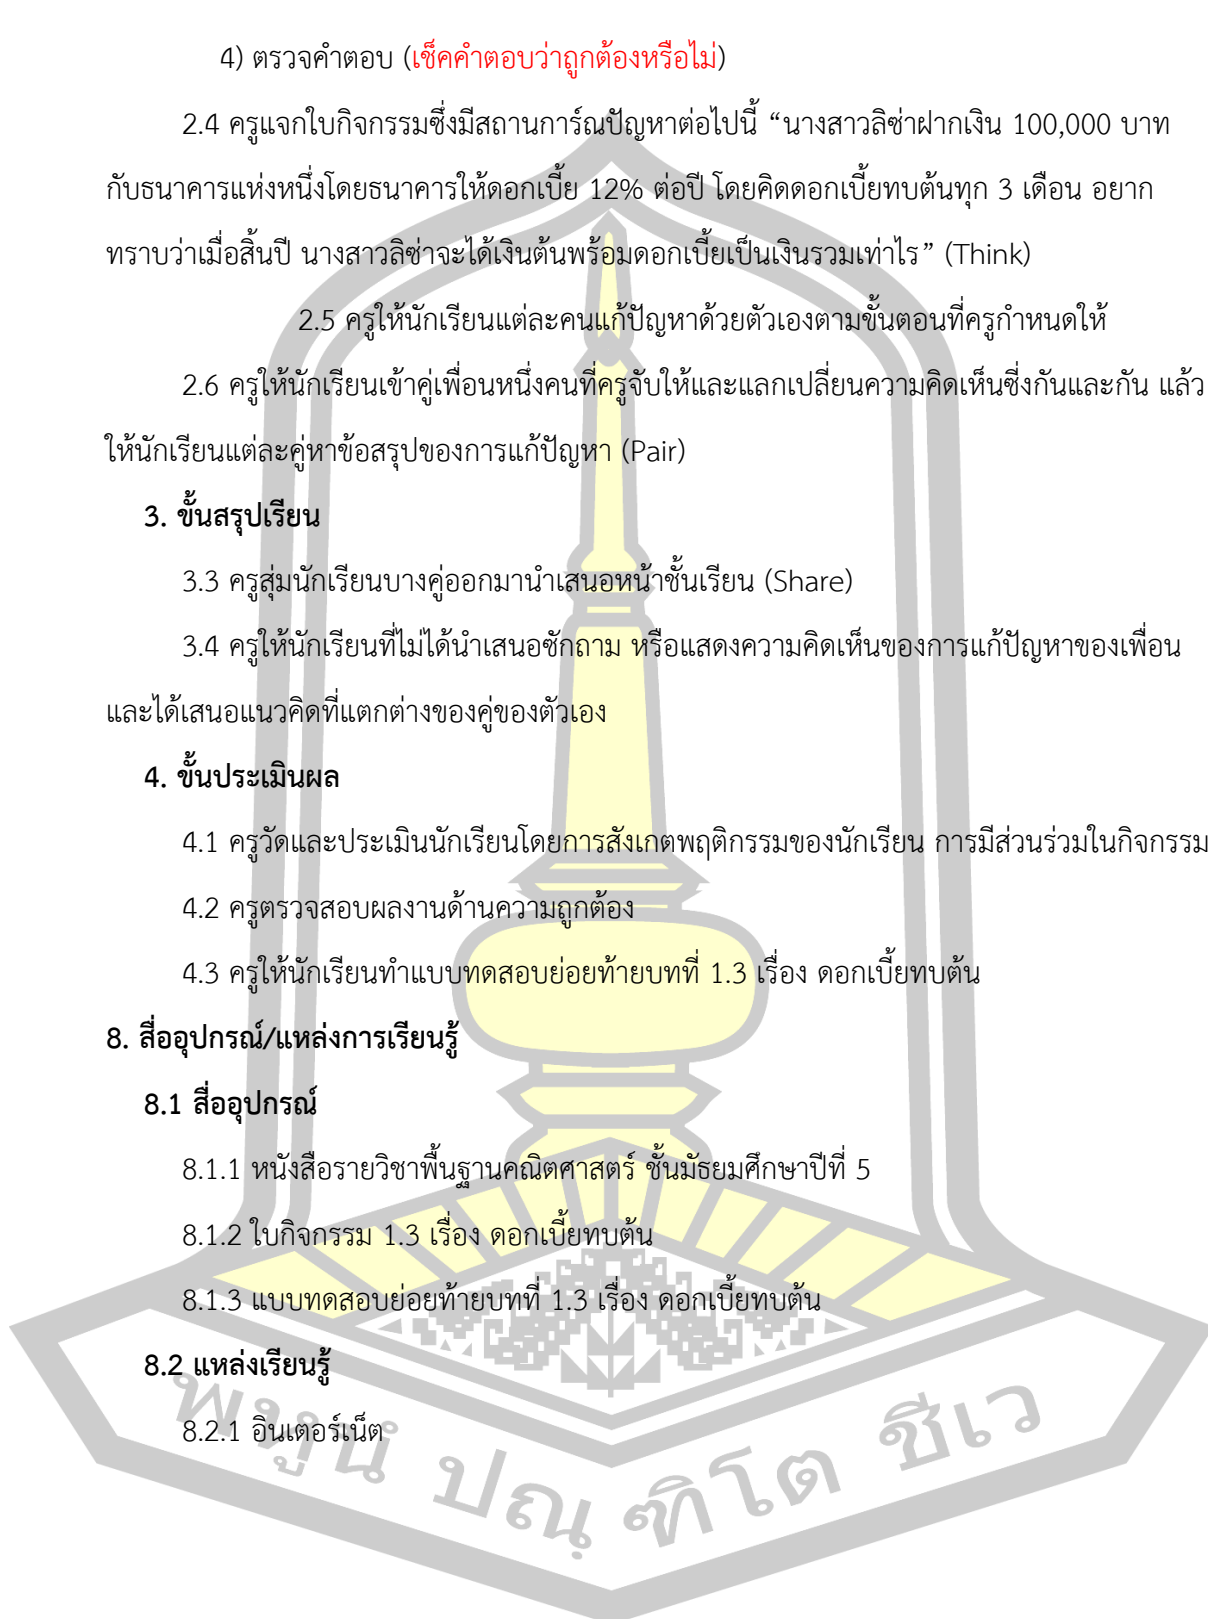 4) ตรวจคำตอบ (เช็คคำตอบว่าถูกต้องหรือไม่)
2.4 ครูแจกใบกิจกรรมซึ่งมีสถานการ์ณปัญหาต่อไปนี้ “นางสาวลิซ่าฝากเงิน 100,000 บาท
กับธนาคารแห่งหนึ่งโดยธนาคารให้ดอกเบี้ย 12% ต่อปี โดยคิดดอกเบี้ยทบต้นทุก 3 เดือน อยาก
ทราบว่าเมื่อสิ้นปี นางสาวลิซ่าจะได้เงินต้นพร้อมดอกเบี้ยเป็นเงินรวมเท่าไร” (Think)
2.5 ครูให้นักเรียนแต่ละคนแก้ปัญหาด้วยตัวเองตามขั้นตอนที่ครูกำหนดให้
2.6 ครูให้นักเรียนเข้าคู่เพื่อนหนึ่งคนที่ครูจับให้และแลกเปลี่ยนความคิดเห็นซึ่งกันและกัน แล้ว
ให้นักเรียนแต่ละคู่หาข้อสรุปของการแก้ปัญหา (Pair)
3. ขั้นสรุปเรียน
3.3 ครูสุ่มนักเรียนบางคู่ออกมานำเสนอหน้าชั้นเรียน (Share)
3.4 ครูให้นักเรียนที่ไม่ได้นำเสนอซักถาม หรือแสดงความคิดเห็นของการแก้ปัญหาของเพื่อน
และได้เสนอแนวคิดที่แตกต่างของคู่ของตัวเอง
4. ขั้นประเมินผล
4.1 ครูวัดและประเมินนักเรียนโดยการสังเกตพฤติกรรมของนักเรียน การมีส่วนร่วมในกิจกรรม
4.2 ครูตรวจสอบผลงานด้านความถูกต้อง
4.3 ครูให้นักเรียนทำแบบทดสอบย่อยท้ายบทที่ 1.3 เรื่อง ดอกเบี้ยทบต้น
8. สื่ออุปกรณ์/แหล่งการเรียนรู้
8.1 สื่ออุปกรณ์
8.1.1 หนังสือรายวิชาพื้นฐานคณิตศาสตร์ ชั้นมัธยมศึกษาปีที่ 5
8.1.2 ใบกิจกรรม 1.3 เรื่อง ดอกเบี้ยทบต้น
8.1.3 แบบทดสอบย่อยท้ายบทที่ 1.3 เรื่อง ดอกเบี้ยทบต้น
8.2 แหล่งเรียนรู้
8.2.1 อินเตอร์เน็ต
พหูนํ ปณฺ ฑิโต ชีเว